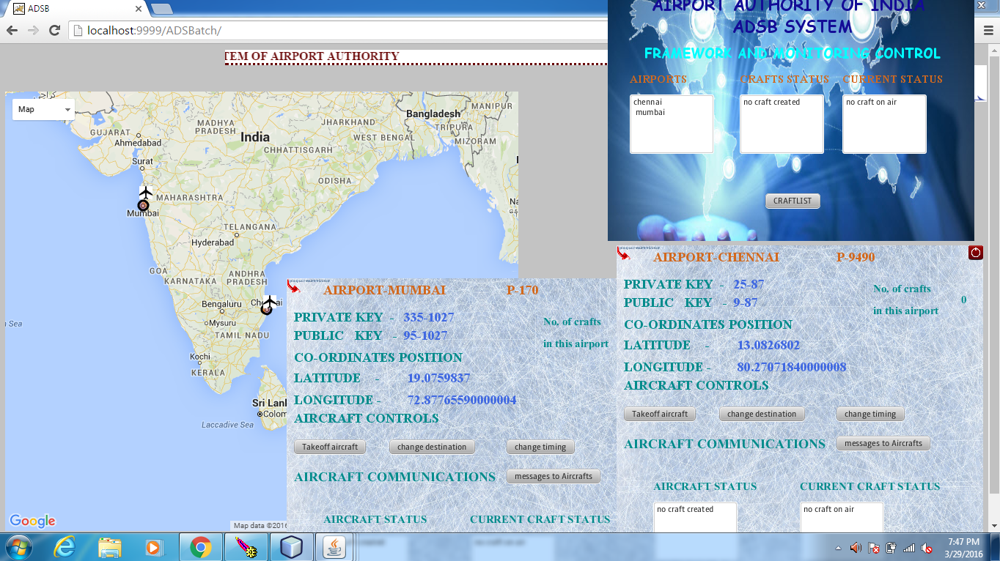 ADSB
localhost:9999/ADSBatch/
TEM OF AIRPORT AUTHORITY
AIRPORT AUTHORITY OF INDIA
ADSB SYSTEM
FRAMEWORK AND MONITORING CONTROL
AIRPORTS CRAFTS STATUS CURRENT STATUS
chennai no craft created no craft on air
mumbai
CRAFTLIST
Map
Bangladesh
MANIPUR
GUJARAT
MADHYA
PRADESH
JHARKHAND
TRIPURA
Ahmedabad
India
WEST BENGAL
MIZORAM
CHHATTISGARH
Surat
ODISHA
MAHARASHTRA
Mumbai
TELANGANA
Hyderabad
GOA
ANDHRA
PRADESH
KARNATAKA
Bengaluru
Mysuru
TAMIL NADU
Kochi
KERALA
Laccadive Sea
Google
Map data ©2016
AIRPORT-MUMBAI P-170
PRIVATE KEY - 335-1027
PUBLIC KEY - 95-1027
No, of crafts
in this airport
CO-ORDINATES POSITION
LATITUDE - 19.0759837
LONGITUDE - 72.87765590000004
AIRCRAFT CONTROLS
Takeoff aircraft change destination change timing
AIRCRAFT COMMUNICATIONS messages to Aircrafts
AIRCRAFT STATUS CURRENT CRAFT STATUS
AIRPORT-CHENNAI P-9490
PRIVATE KEY - 25-87
PUBLIC KEY - 9-87
No, of crafts
in this airport
0
CO-ORDINATES POSITION
LATITUDE - 13.0826802
LONGITUDE - 80.27071840000008
AIRCRAFT CONTROLS
Takeoff aircraft change destination change timing
AIRCRAFT COMMUNICATIONS messages to Aircrafts
AIRCRAFT STATUS CURRENT CRAFT STATUS
no craft created no craft on air
7:47 PM
3/29/2016